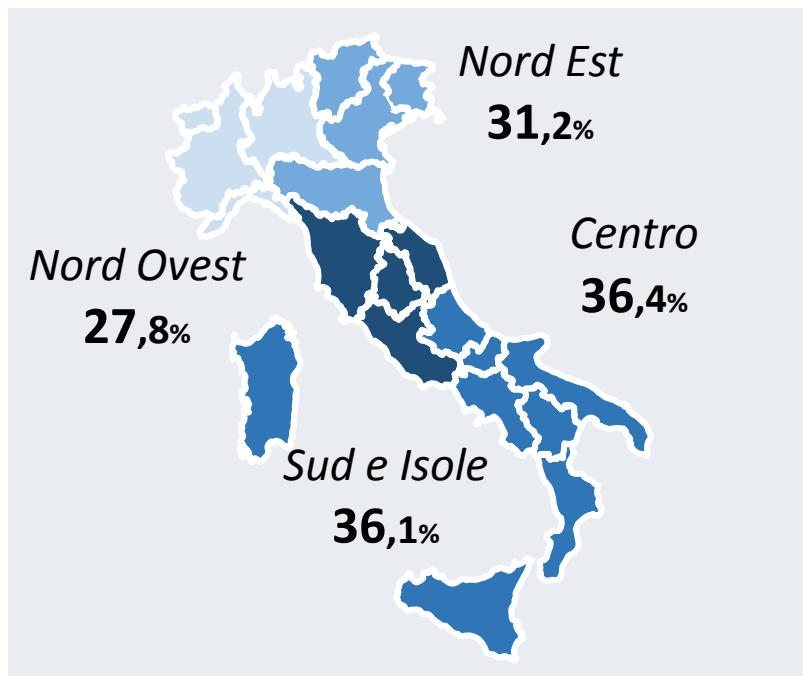 Nord Est
31,2%
Centro
36,4%
Nord Ovest
27,8%
Sud e Isole
36,1%